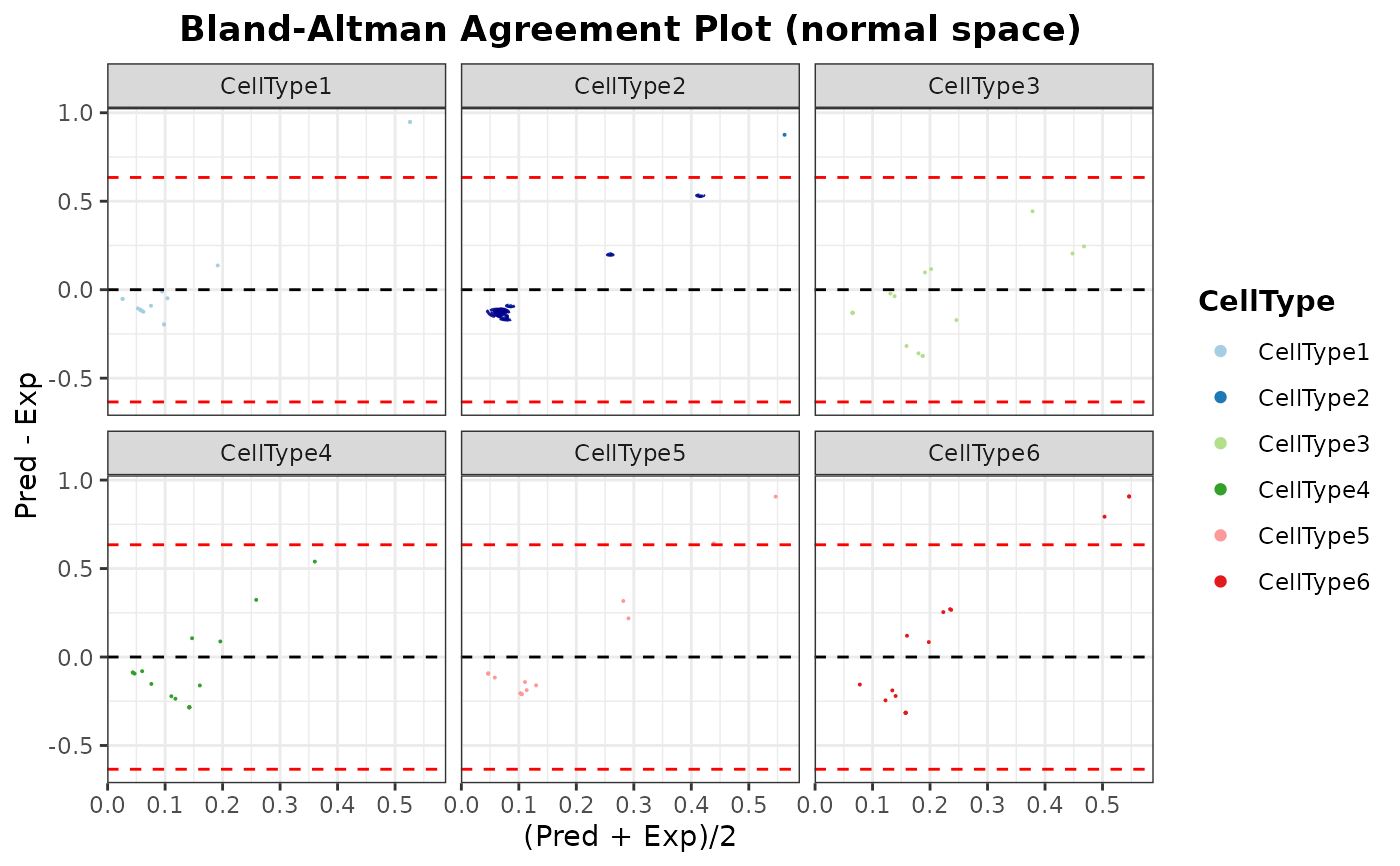 Bland-Altman Agreement Plot (normal space)
CellType1 CellType2 CellType3
1.0
0.5
0.0
-0.5
CellType4 CellType5 CellType6
1.0
0.5
0.0
-0.5
Pred - Exp
0.0 0.1 0.2 0.3 0.4 0.5 0.0 0.1 0.2 0.3 0.4 0.5 0.0 0.1 0.2 0.3 0.4 0.5
(Pred + Exp)/2
CellType
CellType1
CellType2
CellType3
CellType4
CellType5
CellType6